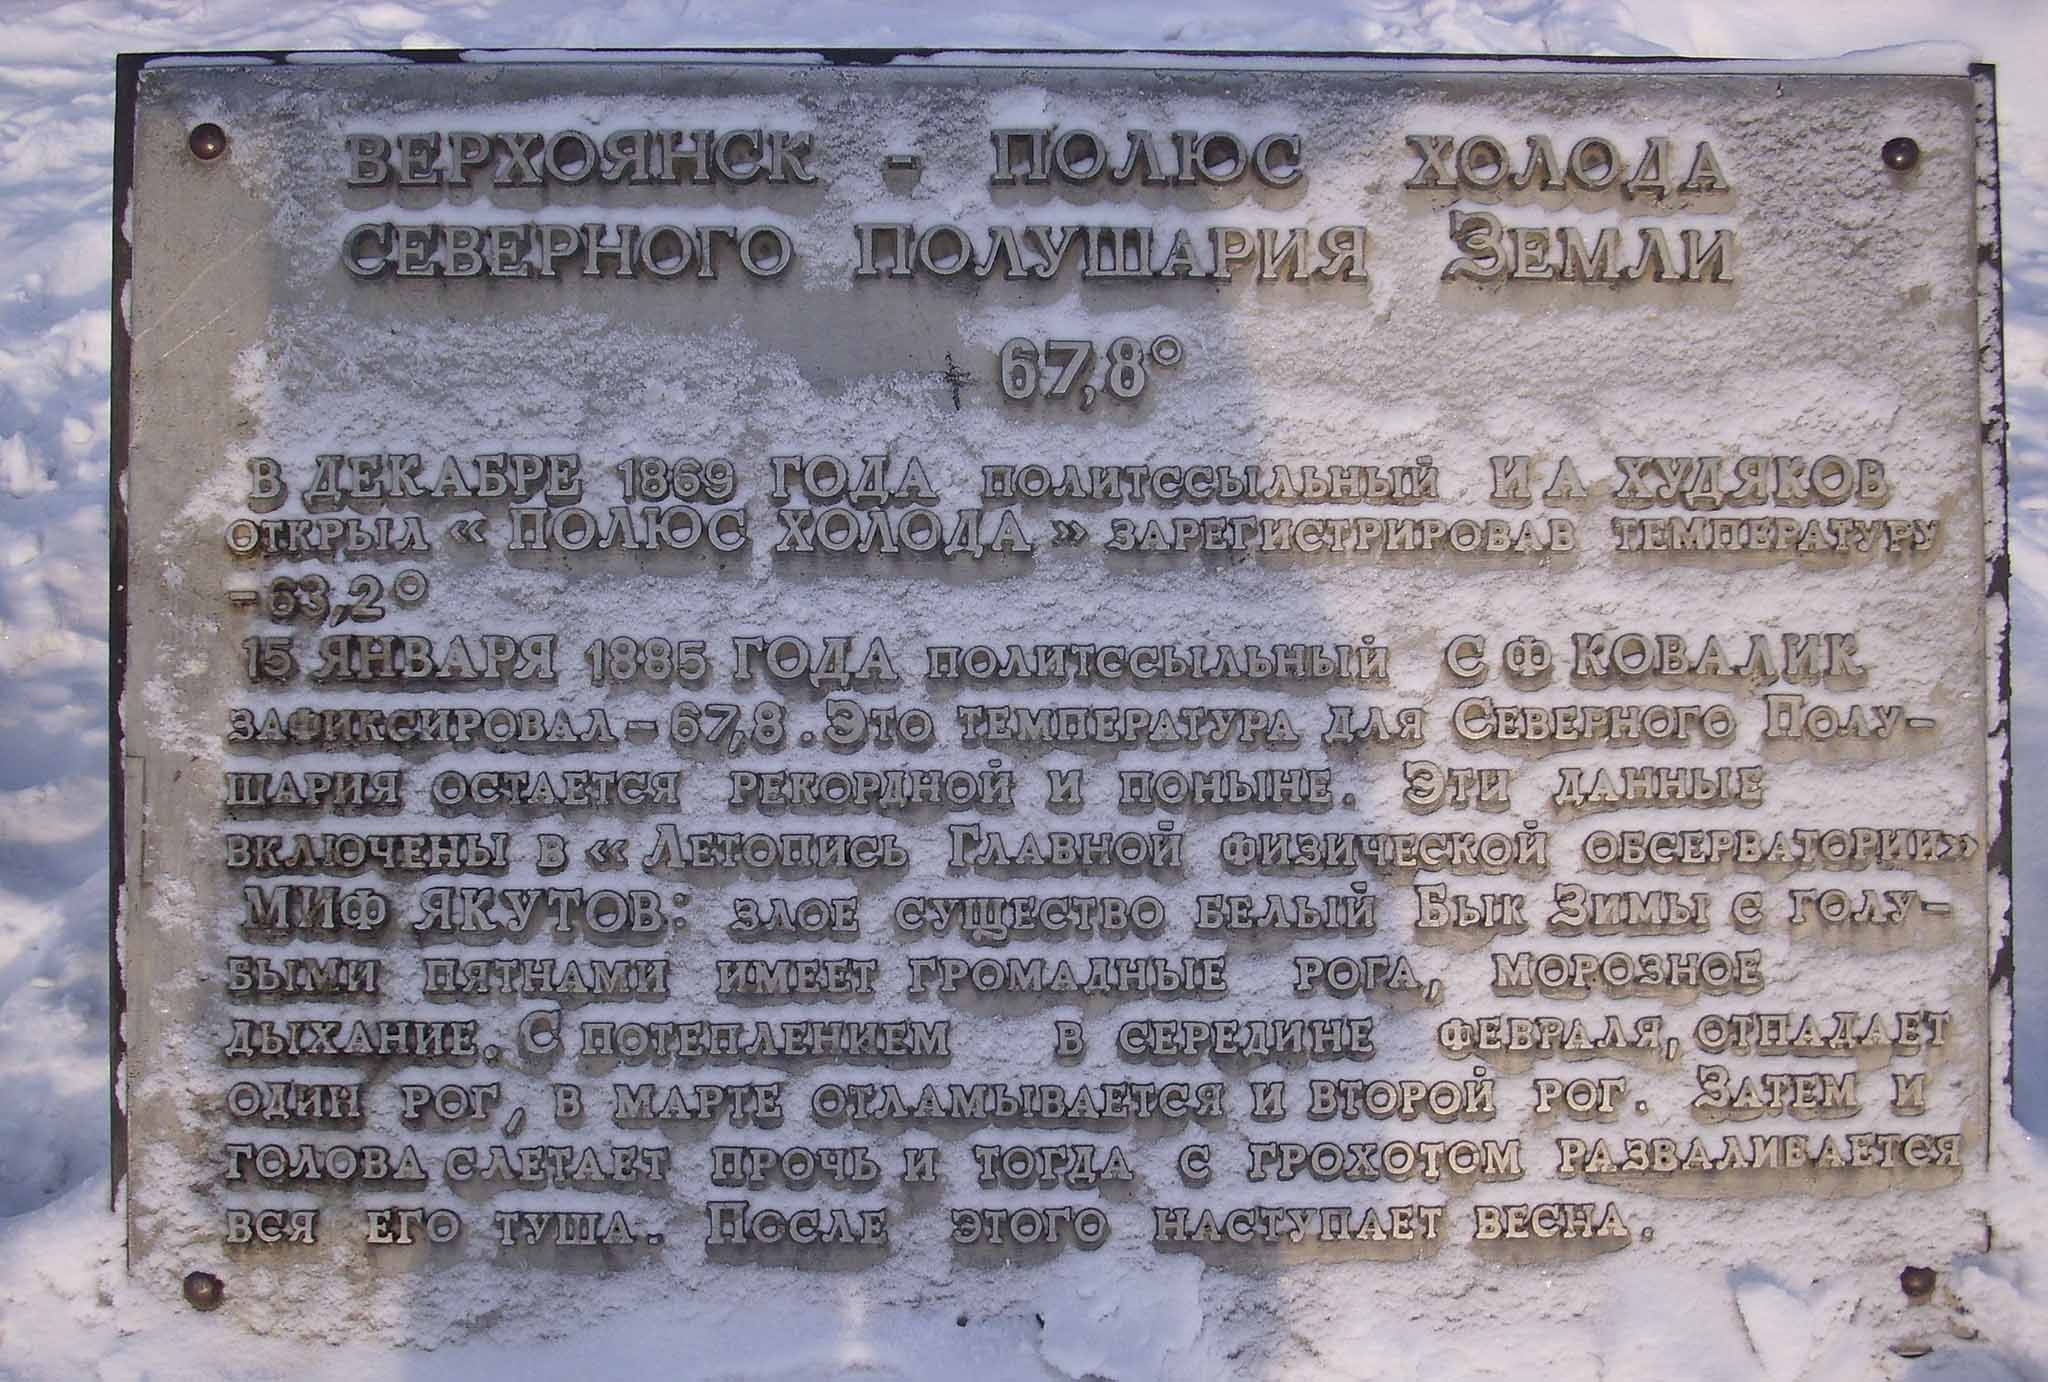 ВЕРХОЯНСК - ПОЛЮС ХОЛОДА
СЕВЕРНОГО ПОЛУШАРИЯ ЗЕМЛИ
67,8°
В ДЕКАБРЕ 1869 ГОДА ПОЛИТССЫЛЬНЫЙ И А ХУДЯКОВ
ОТКРЫЛ « ПОЛЮС ХОЛОДА » ЗАРЕГИСТРИРОВАВ ТЕМПЕРАТУРУ
-63,2°
15 ЯНВАРЯ 1885 ГОДА ПОЛИТССЫЛЬНЫЙ С Ф КОВАЛИК
ЗАФИКСИРОВАЛ - 67,8. ЭТО ТЕМПЕРАТУРА ДЛЯ СЕВЕРНОГО ПОЛУ-
ШАРИЯ ОСТАЕТСЯ РЕКОРДНОЙ И ПОНЫНЕ. ЭТИ ДАННЫЕ
ВКЛЮЧЕНЫ В « ЛЕТОПИСЬ ГЛАВНОЙ ФИЗИЧЕСКОЙ ОБСЕРВАТОРИИ»
МИФ ЯКУТОВ: ЗЛОЕ СУЩЕСТВО БЕЛЫЙ БЫК ЗИМЫ С ГОЛУ-
БЫМИ ПЯТНАМИ ИМЕЕТ ГРОМАДНЫЕ РОГА, МОРОЗНОЕ
ДЫХАНИЕ. С ПОТЕПЛЕНИЕМ В СЕРЕДИНЕ ФЕВРАЛЯ, ОТПАДАЕТ
ОДИН РОГ, В МАРТЕ ОТЛАМЫВАЕТСЯ И ВТОРОЙ РОГ. ЗАТЕМ И
ГОЛОВА СЛЕТАЕТ ПРОЧЬ И ТОГДА С ГРОХОТОМ РАЗВАЛИВАЕТСЯ
ВСЯ ЕГО ТУША. ПОСЛЕ ЭТОГО НАСТУПАЕТ ВЕСНА.